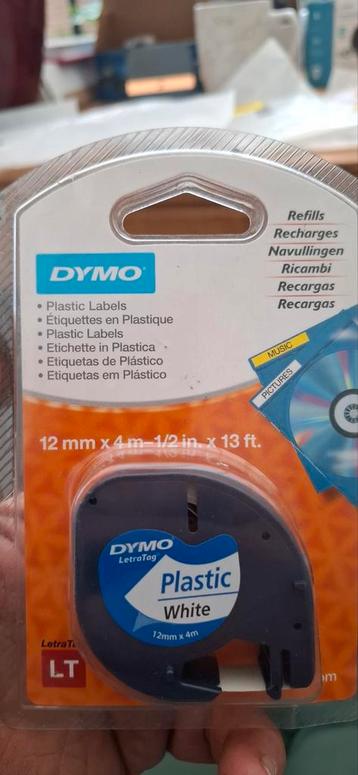 Refills
Recharges
Navullingen
Ricambi
Recargas
Recargas
DYMO
• Plastic Labels
• Étiquettes en Plastique
• Plastic Labels
• Etichette in Plastica
• Etiquetas de Plástico
• Etiquetas em Plástico
MUSIC
PICTURES
12 mm x 4 m–1/2 in. x 13 ft.
DYMO
LetraTag
Plastic
White
12mm x 4m
LT